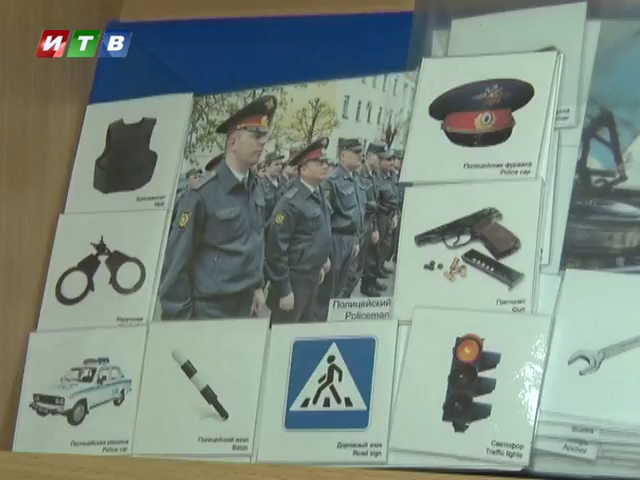 ИТВ
Полицейская фуражка
Police cap
Бронежилет
Vest
Полицейский
Policeman
Пистолет
Gun
Наручники
Полицейская машина
Police car
Полицейский жезл
Baton
Дорожный знак
Road sign
Светофор
Traffic lights
Anchor